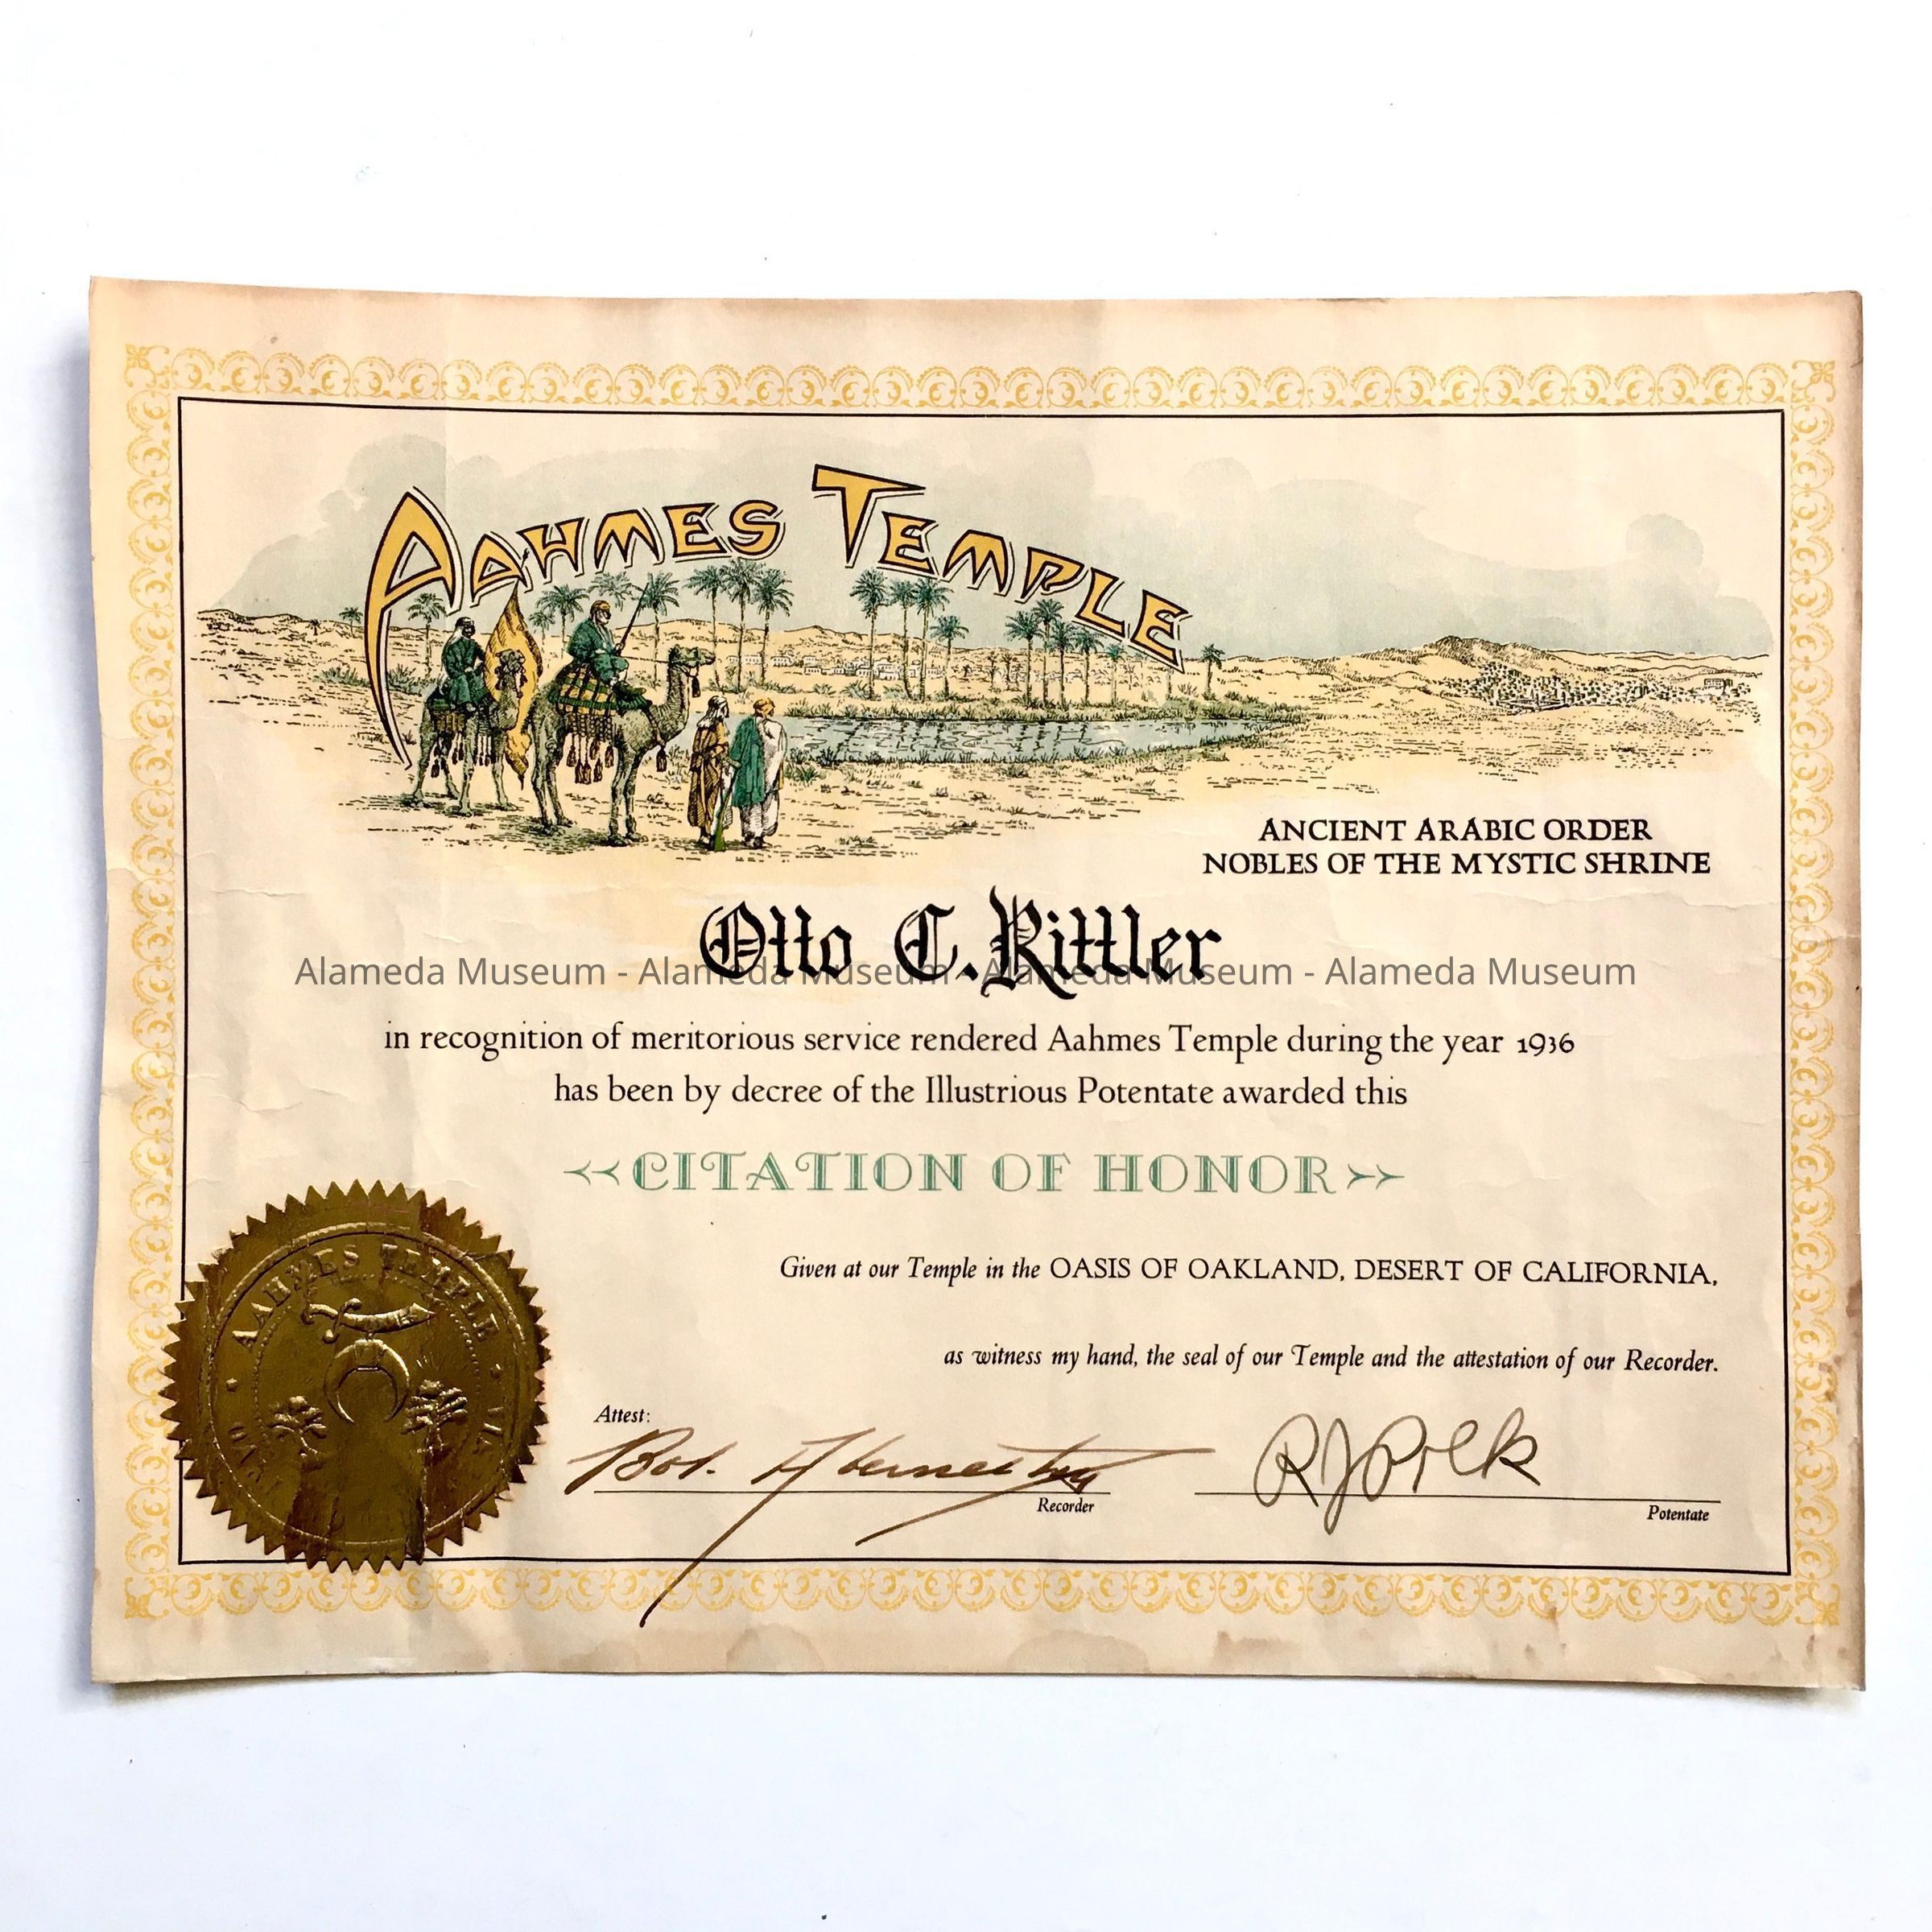 AAHMES TEMPLE
ANCIENT ARABIC ORDER
NOBLES OF THE MYSTIC SHRINE
Otto C. Rittler
Alameda Museum - Alameda Museum - Alameda Museum - Alameda Museum
in recognition of meritorious service rendered Aahmes Temple during the year 1936
has been by decree of the Illustrious Potentate awarded this
CITATION OF HONOR
Given at our Temple in the OASIS OF OAKLAND, DESERT OF CALIFORNIA,
as witness my hand, the seal of our Temple and the attestation of our Recorder.
AAHMES TEMPLE
Attest:
Recorder
Potentate